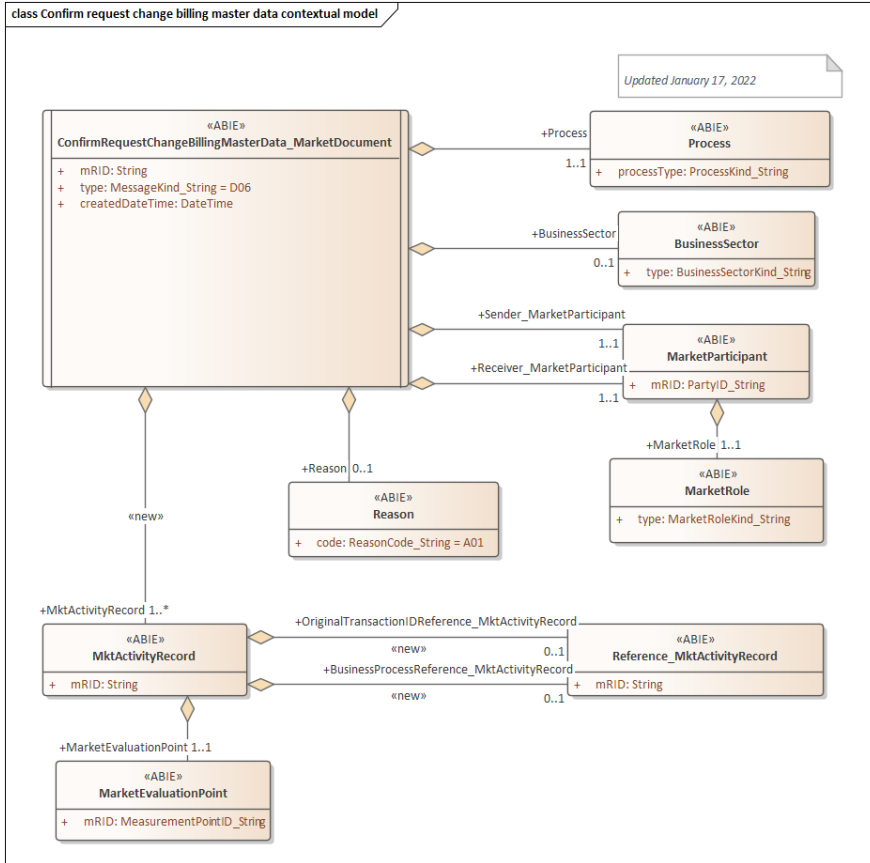 class Confirm request change billing master data contextual model
Updated January 17, 2022
«ABIE»
ConfirmRequestChangeBillingMasterData_MarketDocument
+ mRID: String
+ type: MessageKind_String = D06
+ createdDateTime: DateTime
+Process
1..1
«ABIE»
Process
+ processType: ProcessKind_String
+BusinessSector
0..1
«ABIE»
BusinessSector
+ type: BusinessSectorKind_String
+Sender_MarketParticipant
1..1
+Receiver_MarketParticipant
1..1
«ABIE»
MarketParticipant
+ mRID: PartyID_String
+MarketRole 1..1
«ABIE»
MarketRole
+ type: MarketRoleKind_String
+Reason 0..1
«ABIE»
Reason
+ code: ReasonCode_String = A01
«new»
+MktActivityRecord 1..*
«ABIE»
MktActivityRecord
+ mRID: String
+OriginalTransactionIDReference_MktActivityRecord
«new»
0..1
+BusinessProcessReference_MktActivityRecord
«new»
0..1
«ABIE»
Reference_MktActivityRecord
+ mRID: String
+MarketEvaluationPoint 1..1
«ABIE»
MarketEvaluationPoint
+ mRID: MeasurementPointID_String